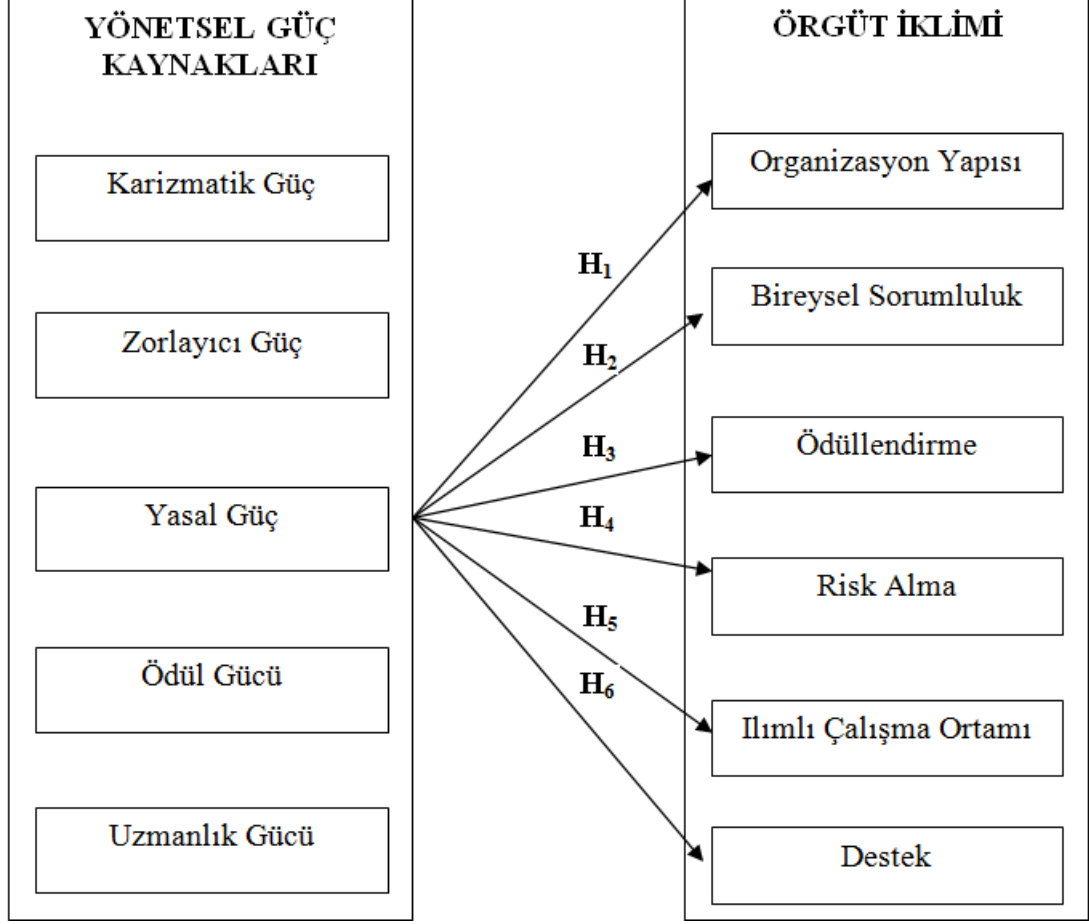 YÖNETSEL GÜÇ
KAYNAKLARI
Karizmatik Güç
Zorlayıcı Güç
Yasal Güç
Ödül Gücü
Uzmanlık Gücü
H₁
H₂
H₃
H₄
H₅
H₆
ÖRGÜT İKLİMİ
Organizasyon Yapısı
Bireysel Sorumluluk
Ödüllendirme
Risk Alma
Ilımlı Çalışma Ortamı
Destek